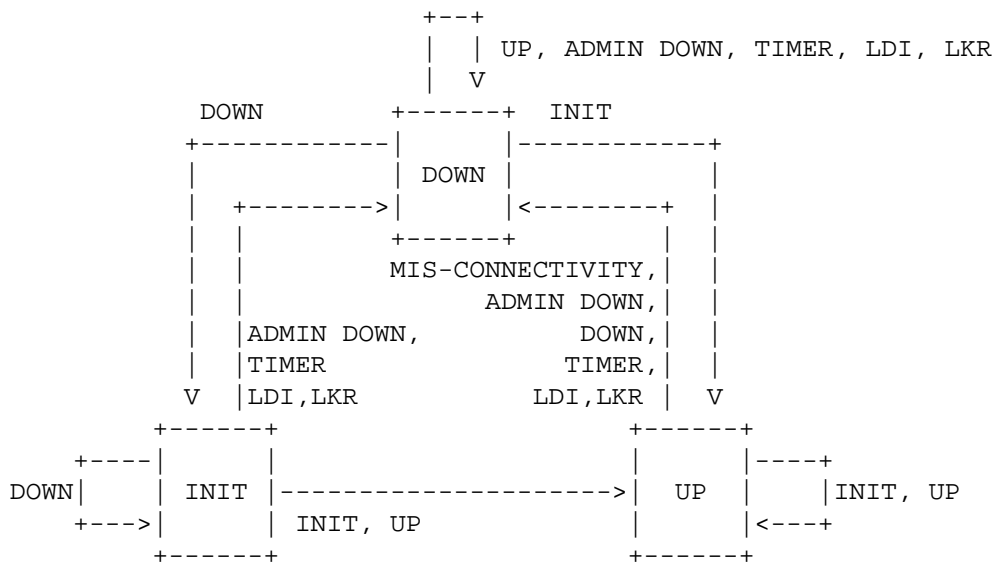 UP, ADMIN DOWN, TIMER, LDI, LKR
DOWN INIT
DOWN
MIS-CONNECTIVITY,
ADMIN DOWN,
ADMIN DOWN, DOWN,
TIMER TIMER,
LDI,LKR LDI,LKR
DOWN INIT UP INIT, UP
INIT, UP